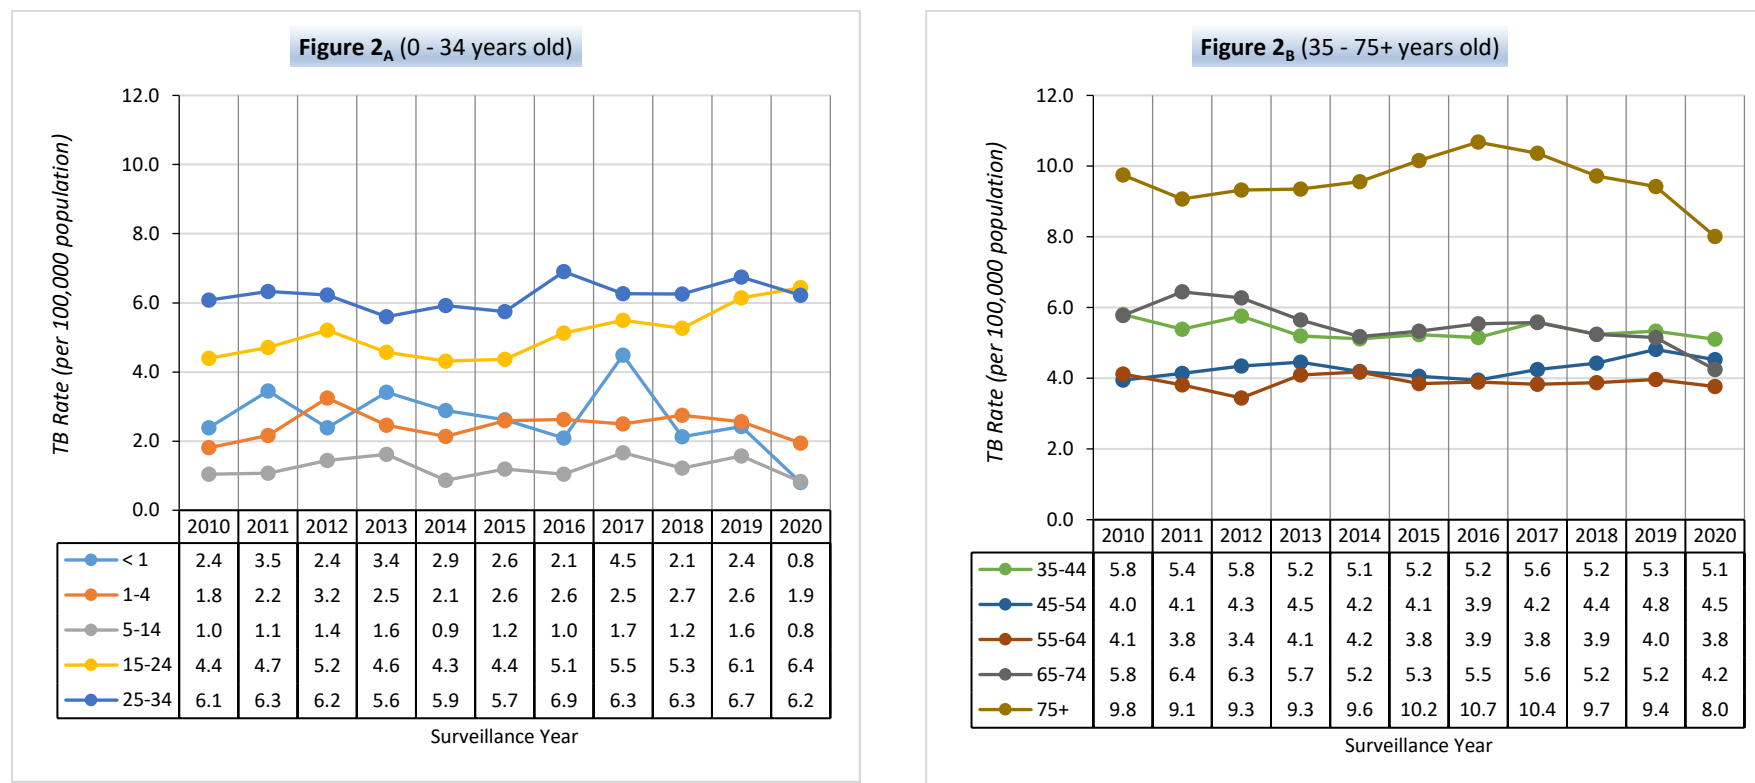 Figure 2A (0 - 34 years old)
TB Rate (per 100,000 population)
12.0
10.0
8.0
6.0
4.0
2.0
0.0
2010 2011 2012 2013 2014 2015 2016 2017 2018 2019 2020
< 1 2.4 3.5 2.4 3.4 2.9 2.6 2.1 4.5 2.1 2.4 0.8
1-4 1.8 2.2 3.2 2.5 2.1 2.6 2.6 2.5 2.7 2.6 1.9
5-14 1.0 1.1 1.4 1.6 0.9 1.2 1.0 1.7 1.2 1.6 0.8
15-24 4.4 4.7 5.2 4.6 4.3 4.4 5.1 5.5 5.3 6.1 6.4
25-34 6.1 6.3 6.2 5.6 5.9 5.7 6.9 6.3 6.3 6.7 6.2
Surveillance Year
Figure 2B (35 - 75+ years old)
TB Rate (per 100,000 population)
12.0
10.0
8.0
6.0
4.0
2.0
0.0
2010 2011 2012 2013 2014 2015 2016 2017 2018 2019 2020
35-44 5.8 5.4 5.8 5.2 5.1 5.2 5.2 5.6 5.2 5.3 5.1
45-54 4.0 4.1 4.3 4.5 4.2 4.1 3.9 4.2 4.4 4.8 4.5
55-64 4.1 3.8 3.4 4.1 4.2 3.8 3.9 3.8 3.9 4.0 3.8
65-74 5.8 6.4 6.3 5.7 5.2 5.3 5.5 5.6 5.2 5.2 4.2
75+ 9.8 9.1 9.3 9.3 9.6 10.2 10.7 10.4 9.7 9.4 8.0
Surveillance Year